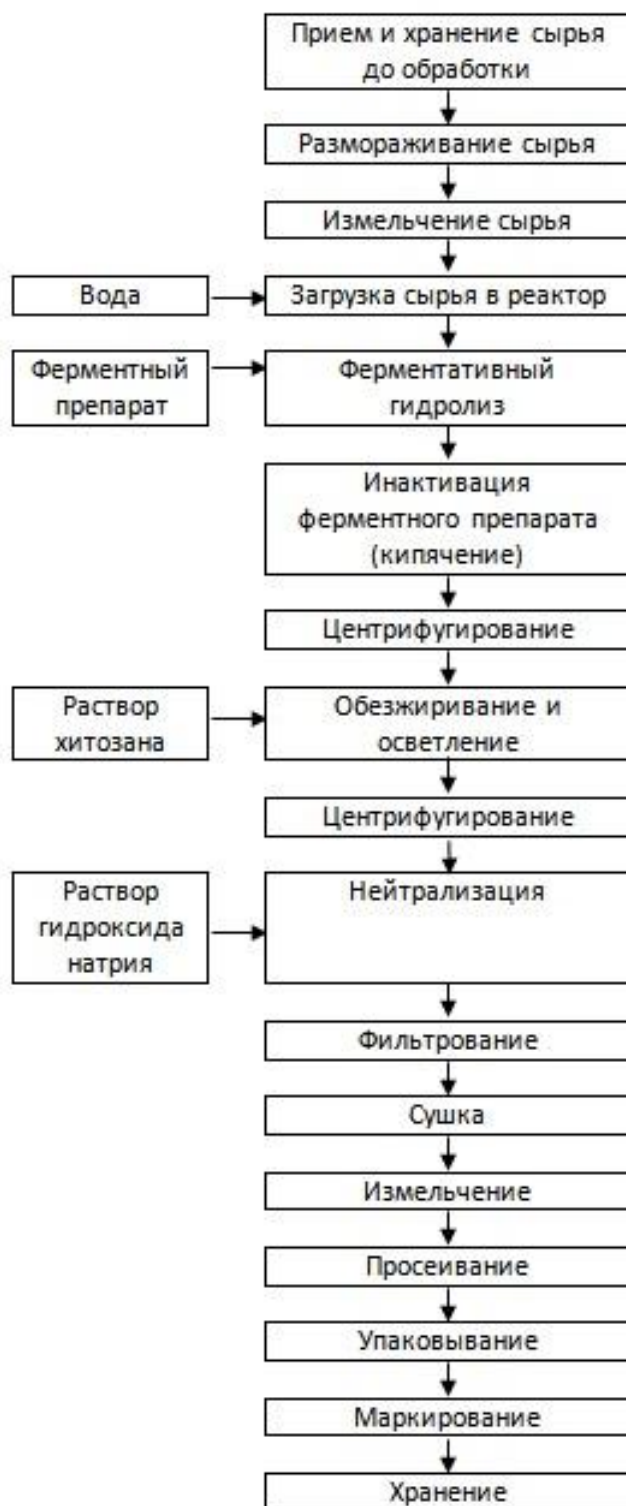 Прием и хранение сырья
до обработки
Размораживание сырья
Измельчение сырья
Вода
Загрузка сырья в реактор
Ферментный
препарат
Ферментативный
гидролиз
Инактивация
ферментного препарата
(кипячение)
Центрифугирование
Раствор
хитозана
Обезжиривание и
осветление
Центрифугирование
Раствор
гидроксида
натрия
Нейтрализация
Фильтрование
Сушка
Измельчение
Просеивание
Упаковывание
Маркирование
Хранение